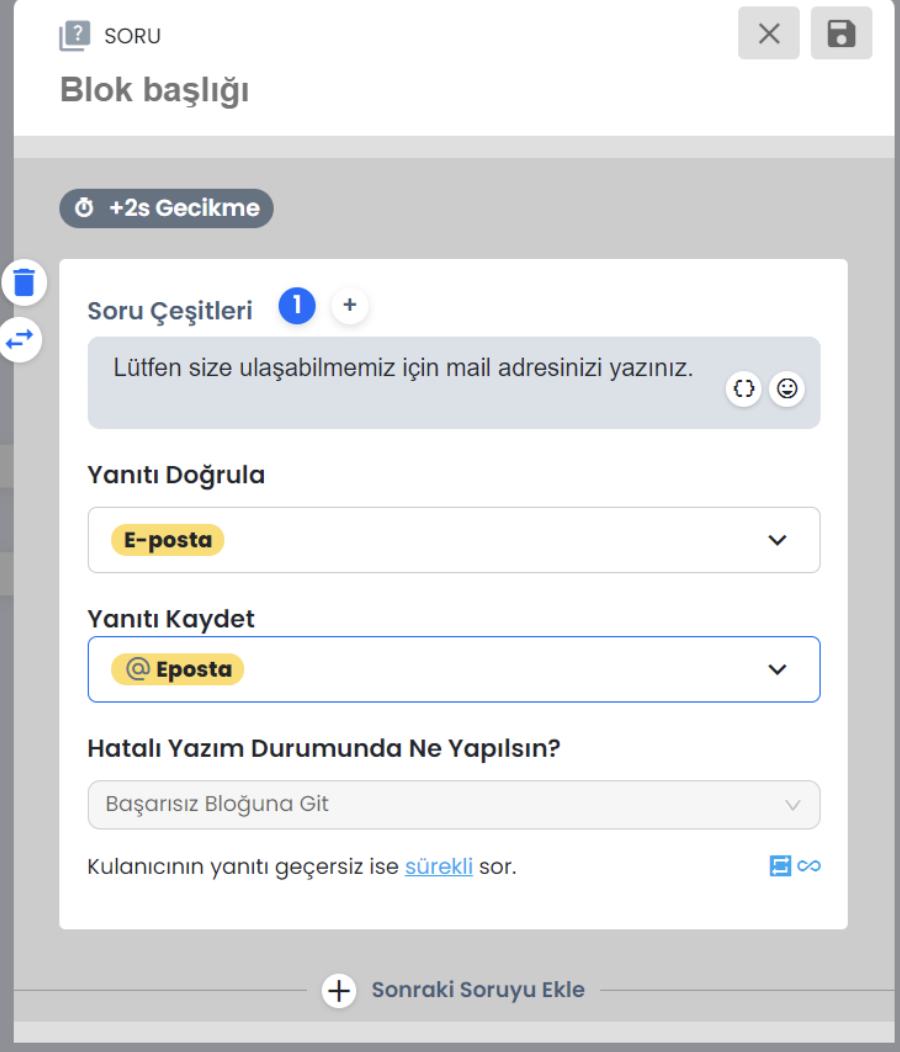 SORU
Blok başlığı
+2s Gecikme
Soru Çeşitleri 1 +
Lütfen size ulaşabilmemiz için mail adresinizi yazınız.
Yanıtı Doğrula
E-posta
Yanıtı Kaydet
@ Eposta
Hatalı Yazım Durumunda Ne Yapılsın?
Başarısız Bloğuna Git
Kulanıcının yanıtı geçersiz ise sürekli sor.
Sonraki Soruyu Ekle